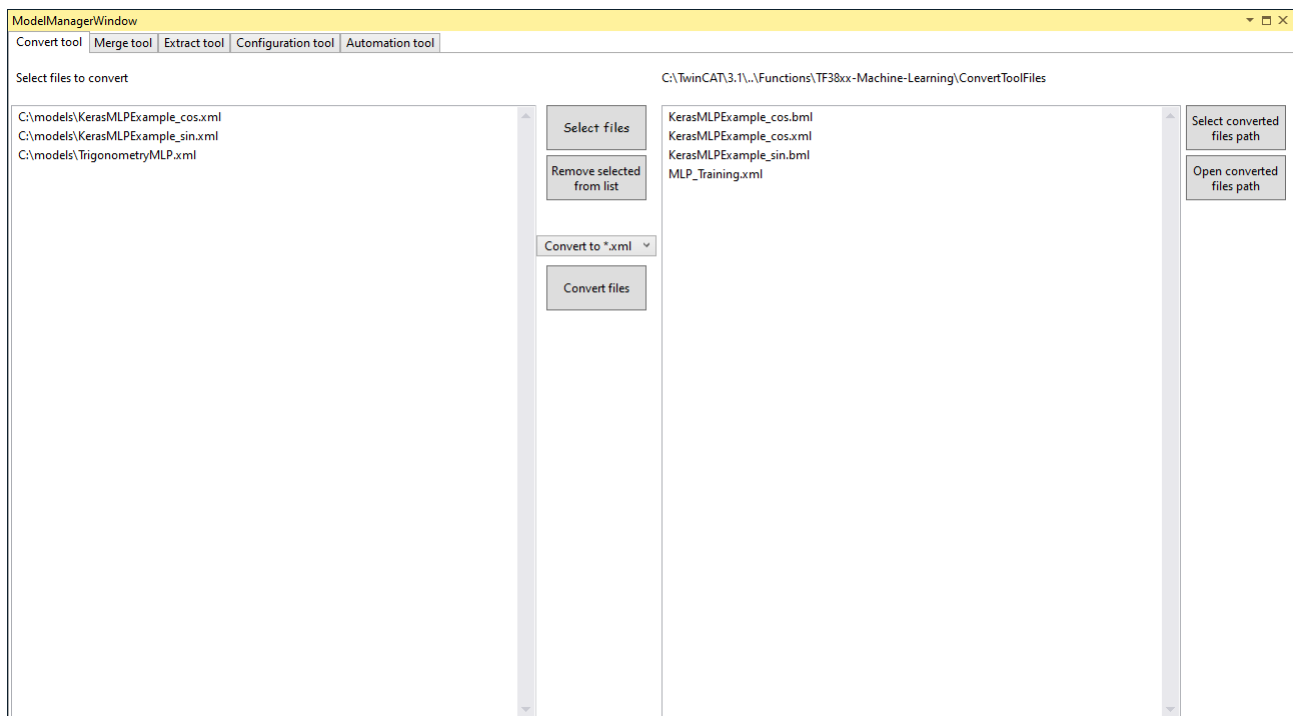 ModelManagerWindow
Convert tool Merge tool Extract tool Configuration tool Automation tool
Select files to convert
C:\TwinCAT\3.1\..\Functions\TF38xx-Machine-Learning\ConvertToolFiles
C:\models\KerasMLPExample_cos.xml
C:\models\KerasMLPExample_sin.xml
C:\models\TrigonometryMLP.xml
Select files
Remove selected
from list
Convert to *.xml
Convert files
KerasMLPExample_cos.bml
KerasMLPExample_cos.xml
KerasMLPExample_sin.bml
MLP_Training.xml
Select converted
files path
Open converted
files path